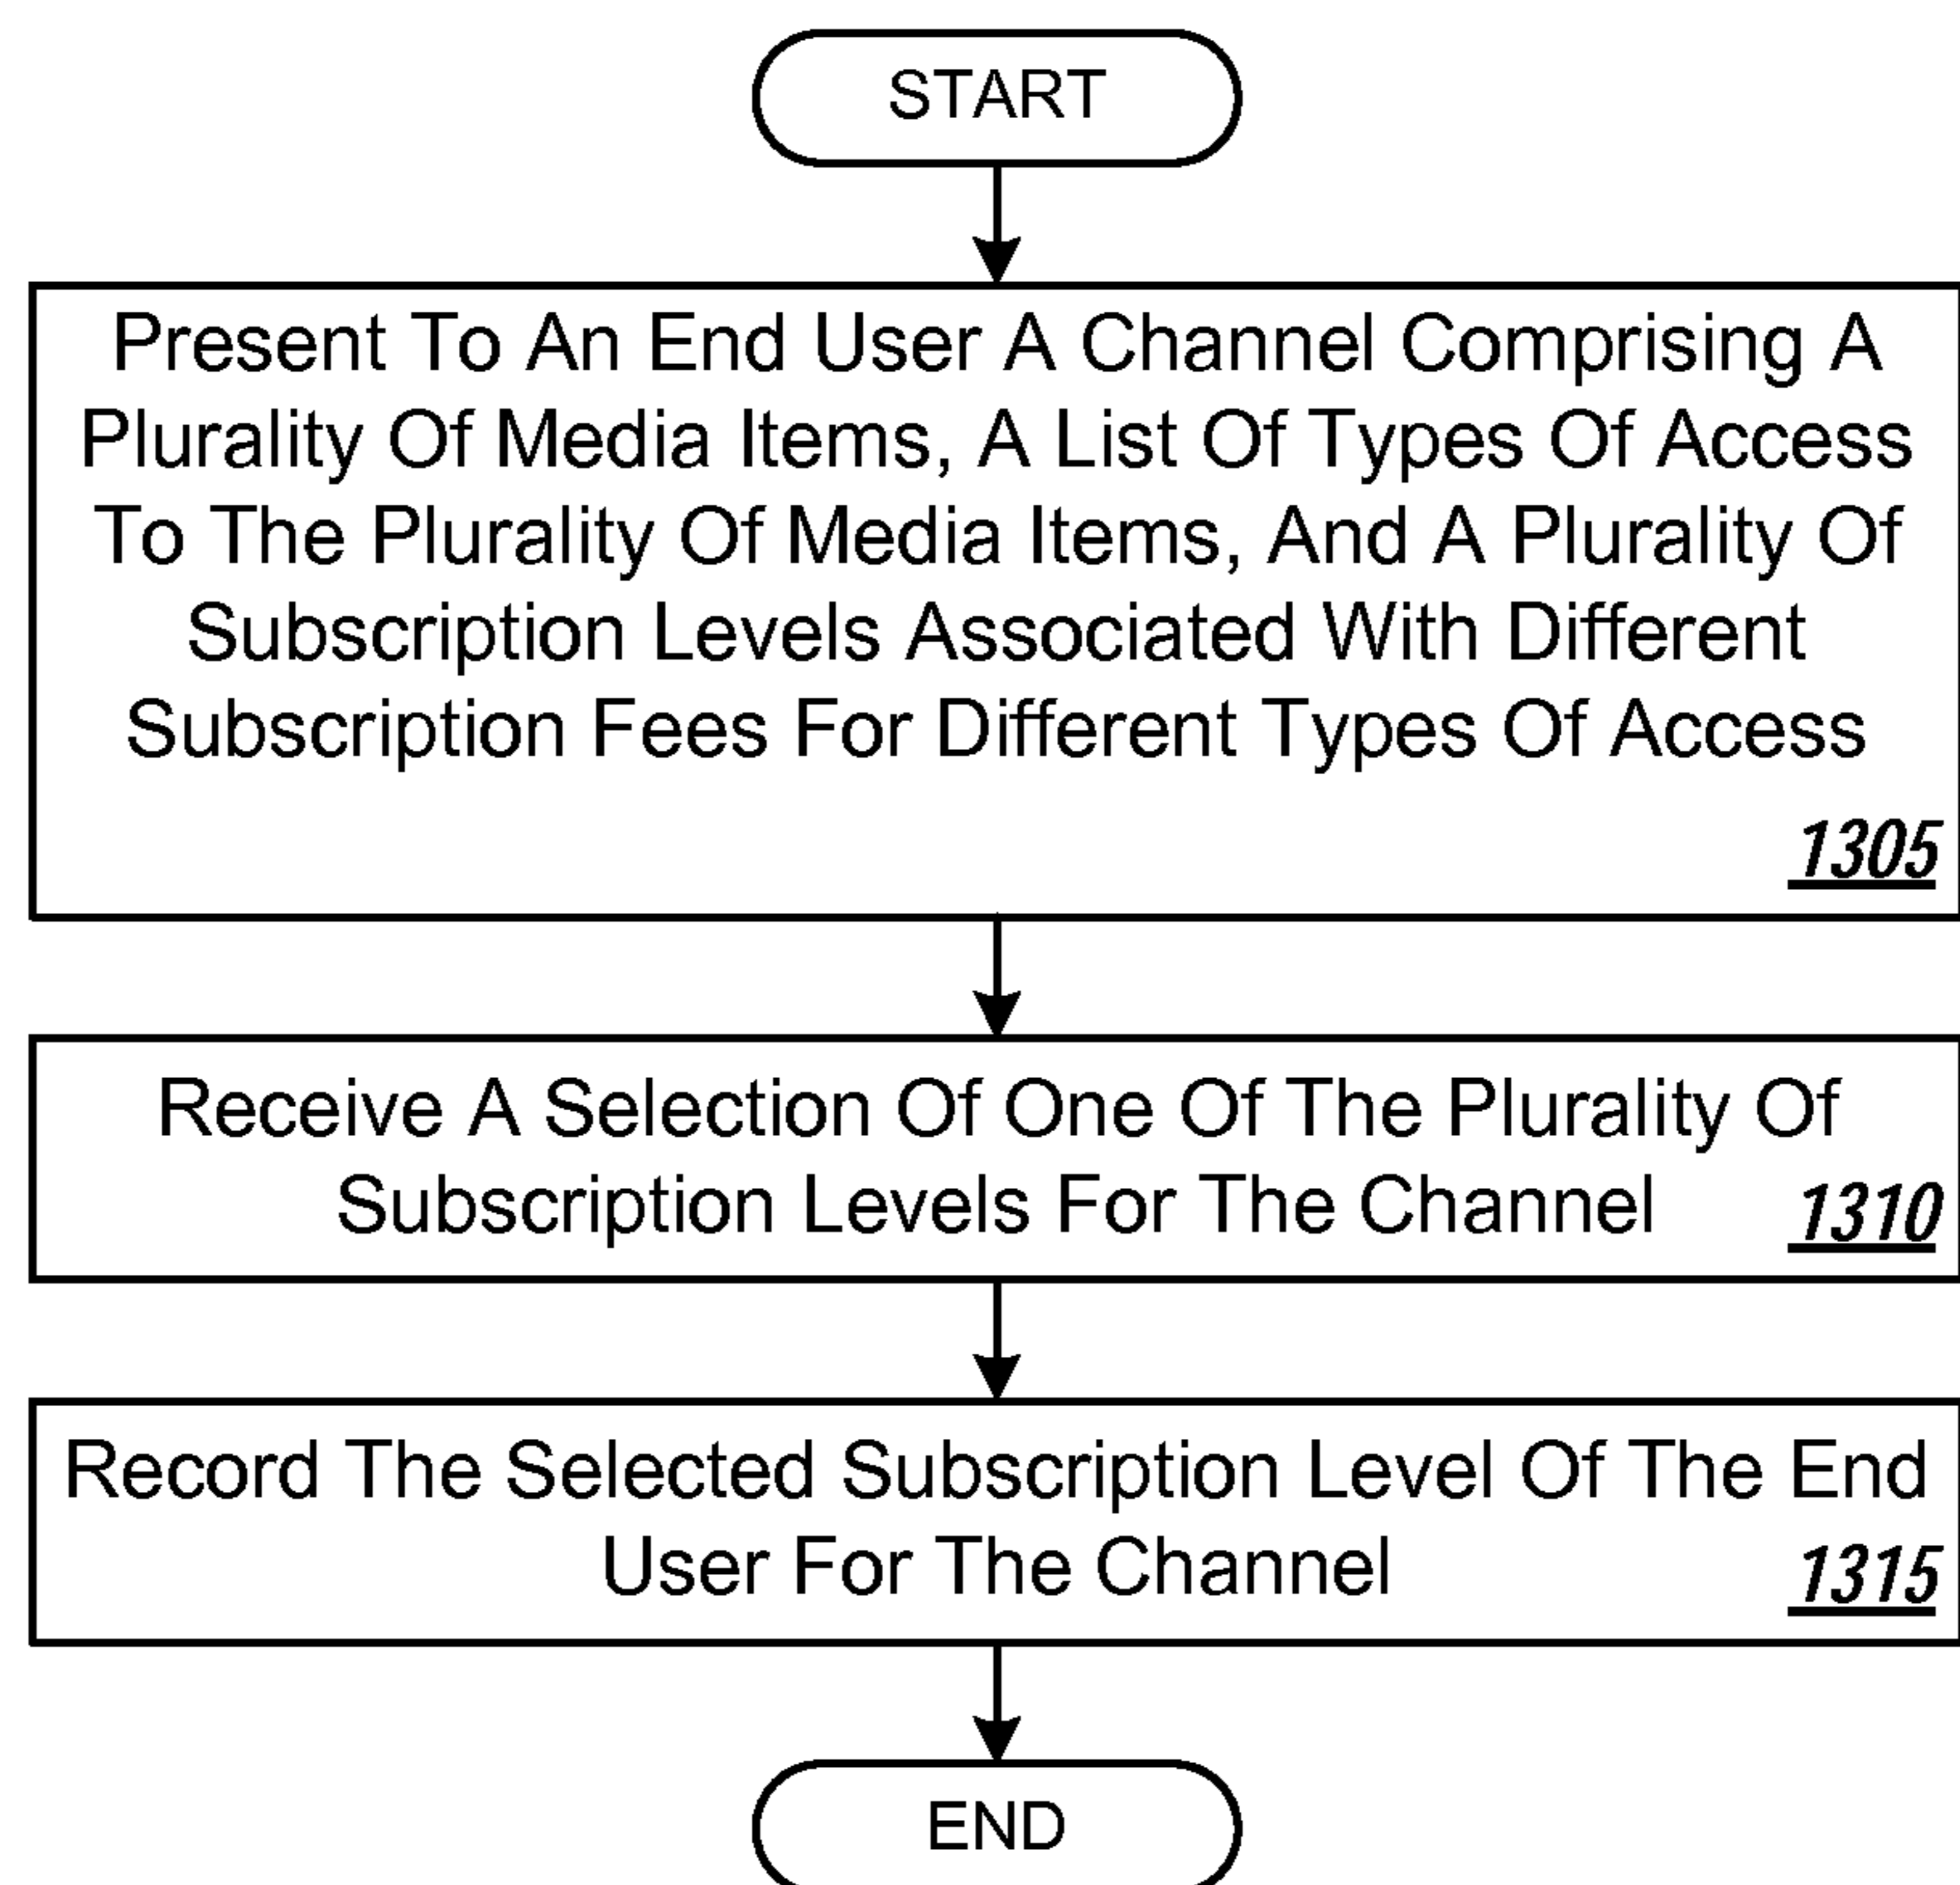 START
Present To An End User A Channel Comprising A
Plurality Of Media Items, A List Of Types Of Access
To The Plurality Of Media Items, And A Plurality Of
Subscription Levels Associated With Different
Subscription Fees For Different Types Of Access
1305
Receive A Selection Of One Of The Plurality Of
Subscription Levels For The Channel 1310
Record The Selected Subscription Level Of The End
User For The Channel 1315
END